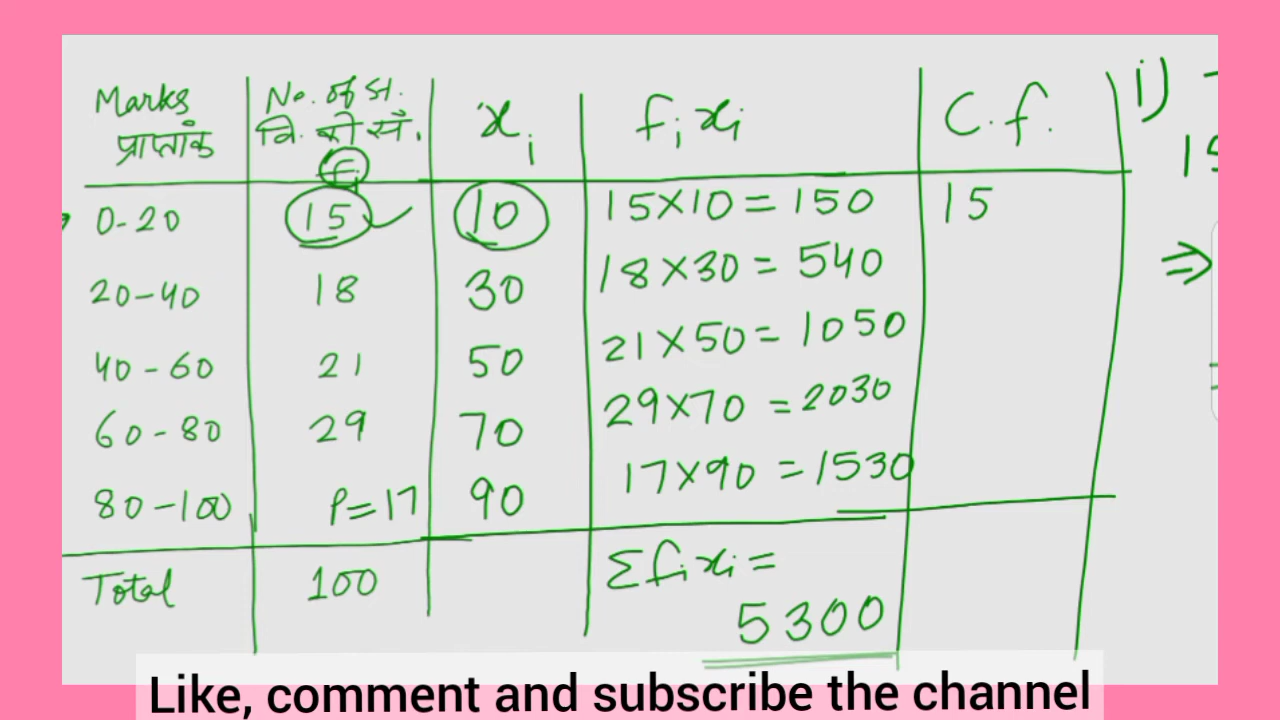 Marks No. of st. xᵢ fᵢxᵢ C.f. i)
प्राप्तांक वि. की सं. fᵢ 15
0-20 15 10 15×10=150 15
20-40 18 30 18×30=540 ⇒
40-60 21 50 21×50=1050
60-80 29 70 29×70=2030
80-100 P=17 90 17×90=1530
Total 100 Σfᵢxᵢ=
5300
Like, comment and subscribe the channel